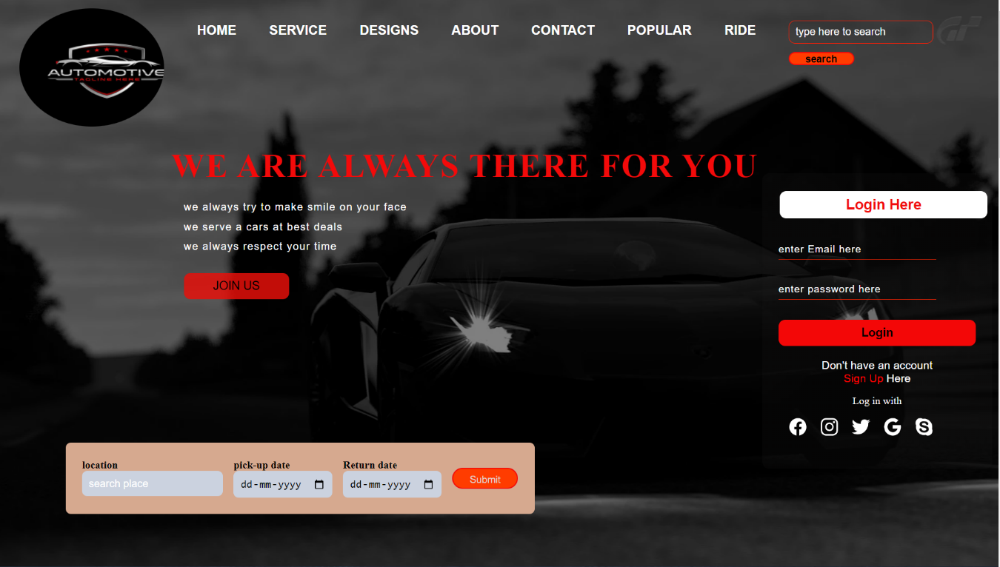 HOME SERVICE DESIGNS ABOUT CONTACT POPULAR RIDE
type here to search
search
AUTOMOTIVE
TAGLINE HERE
WE ARE ALWAYS THERE FOR YOU
we always try to make smile on your face
we serve a cars at best deals
we always respect your time
JOIN US
Login Here
enter Email here
enter password here
Login
Don't have an account
Sign Up Here
Log in with
location pick-up date Return date
search place dd-mm-yyyy dd-mm-yyyy Submit